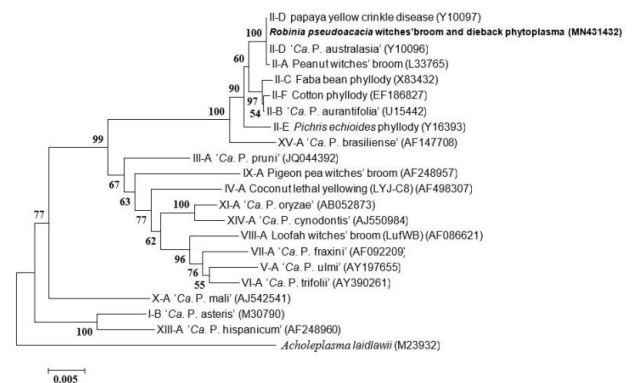 II-D papaya yellow crinkle disease (Y10097)
100
Robinia pseudoacacia witches'broom and dieback phytoplasma (MN431432)
60
II-D 'Ca. P. australasia' (Y10096)
II-A Peanut witches' broom (L33765)
90
II-C Faba bean phyllody (X83432)
97
II-F Cotton phyllody (EF186827)
100
54
II-B 'Ca. P. aurantifolia' (U15442)
II-E Pichris echioides phyllody (Y16393)
99
XV-A 'Ca. P. brasiliense' (AF147708)
III-A 'Ca. P. pruni' (JQ044392)
67
IX-A Pigeon pea witches' broom (AF248957)
63
IV-A Coconut lethal yellowing (LYJ-C8) (AF498307)
77
100
XI-A 'Ca. P. oryzae' (AB052873)
77
XIV-A 'Ca. P. cynodontis' (AJ550984)
62
VIII-A Loofah witches' broom (LufWB) (AF086621)
96
VII-A 'Ca. P. fraxini' (AF092209)
76
V-A 'Ca. P. ulmi' (AY197655)
55
VI-A 'Ca. P. trifolii' (AY390261)
X-A 'Ca. P. mali' (AJ542541)
I-B 'Ca. P. asteris' (M30790)
100
XIII-A 'Ca. P. hispanicum' (AF248960)
Acholeplasma laidlawii (M23932)
0.005